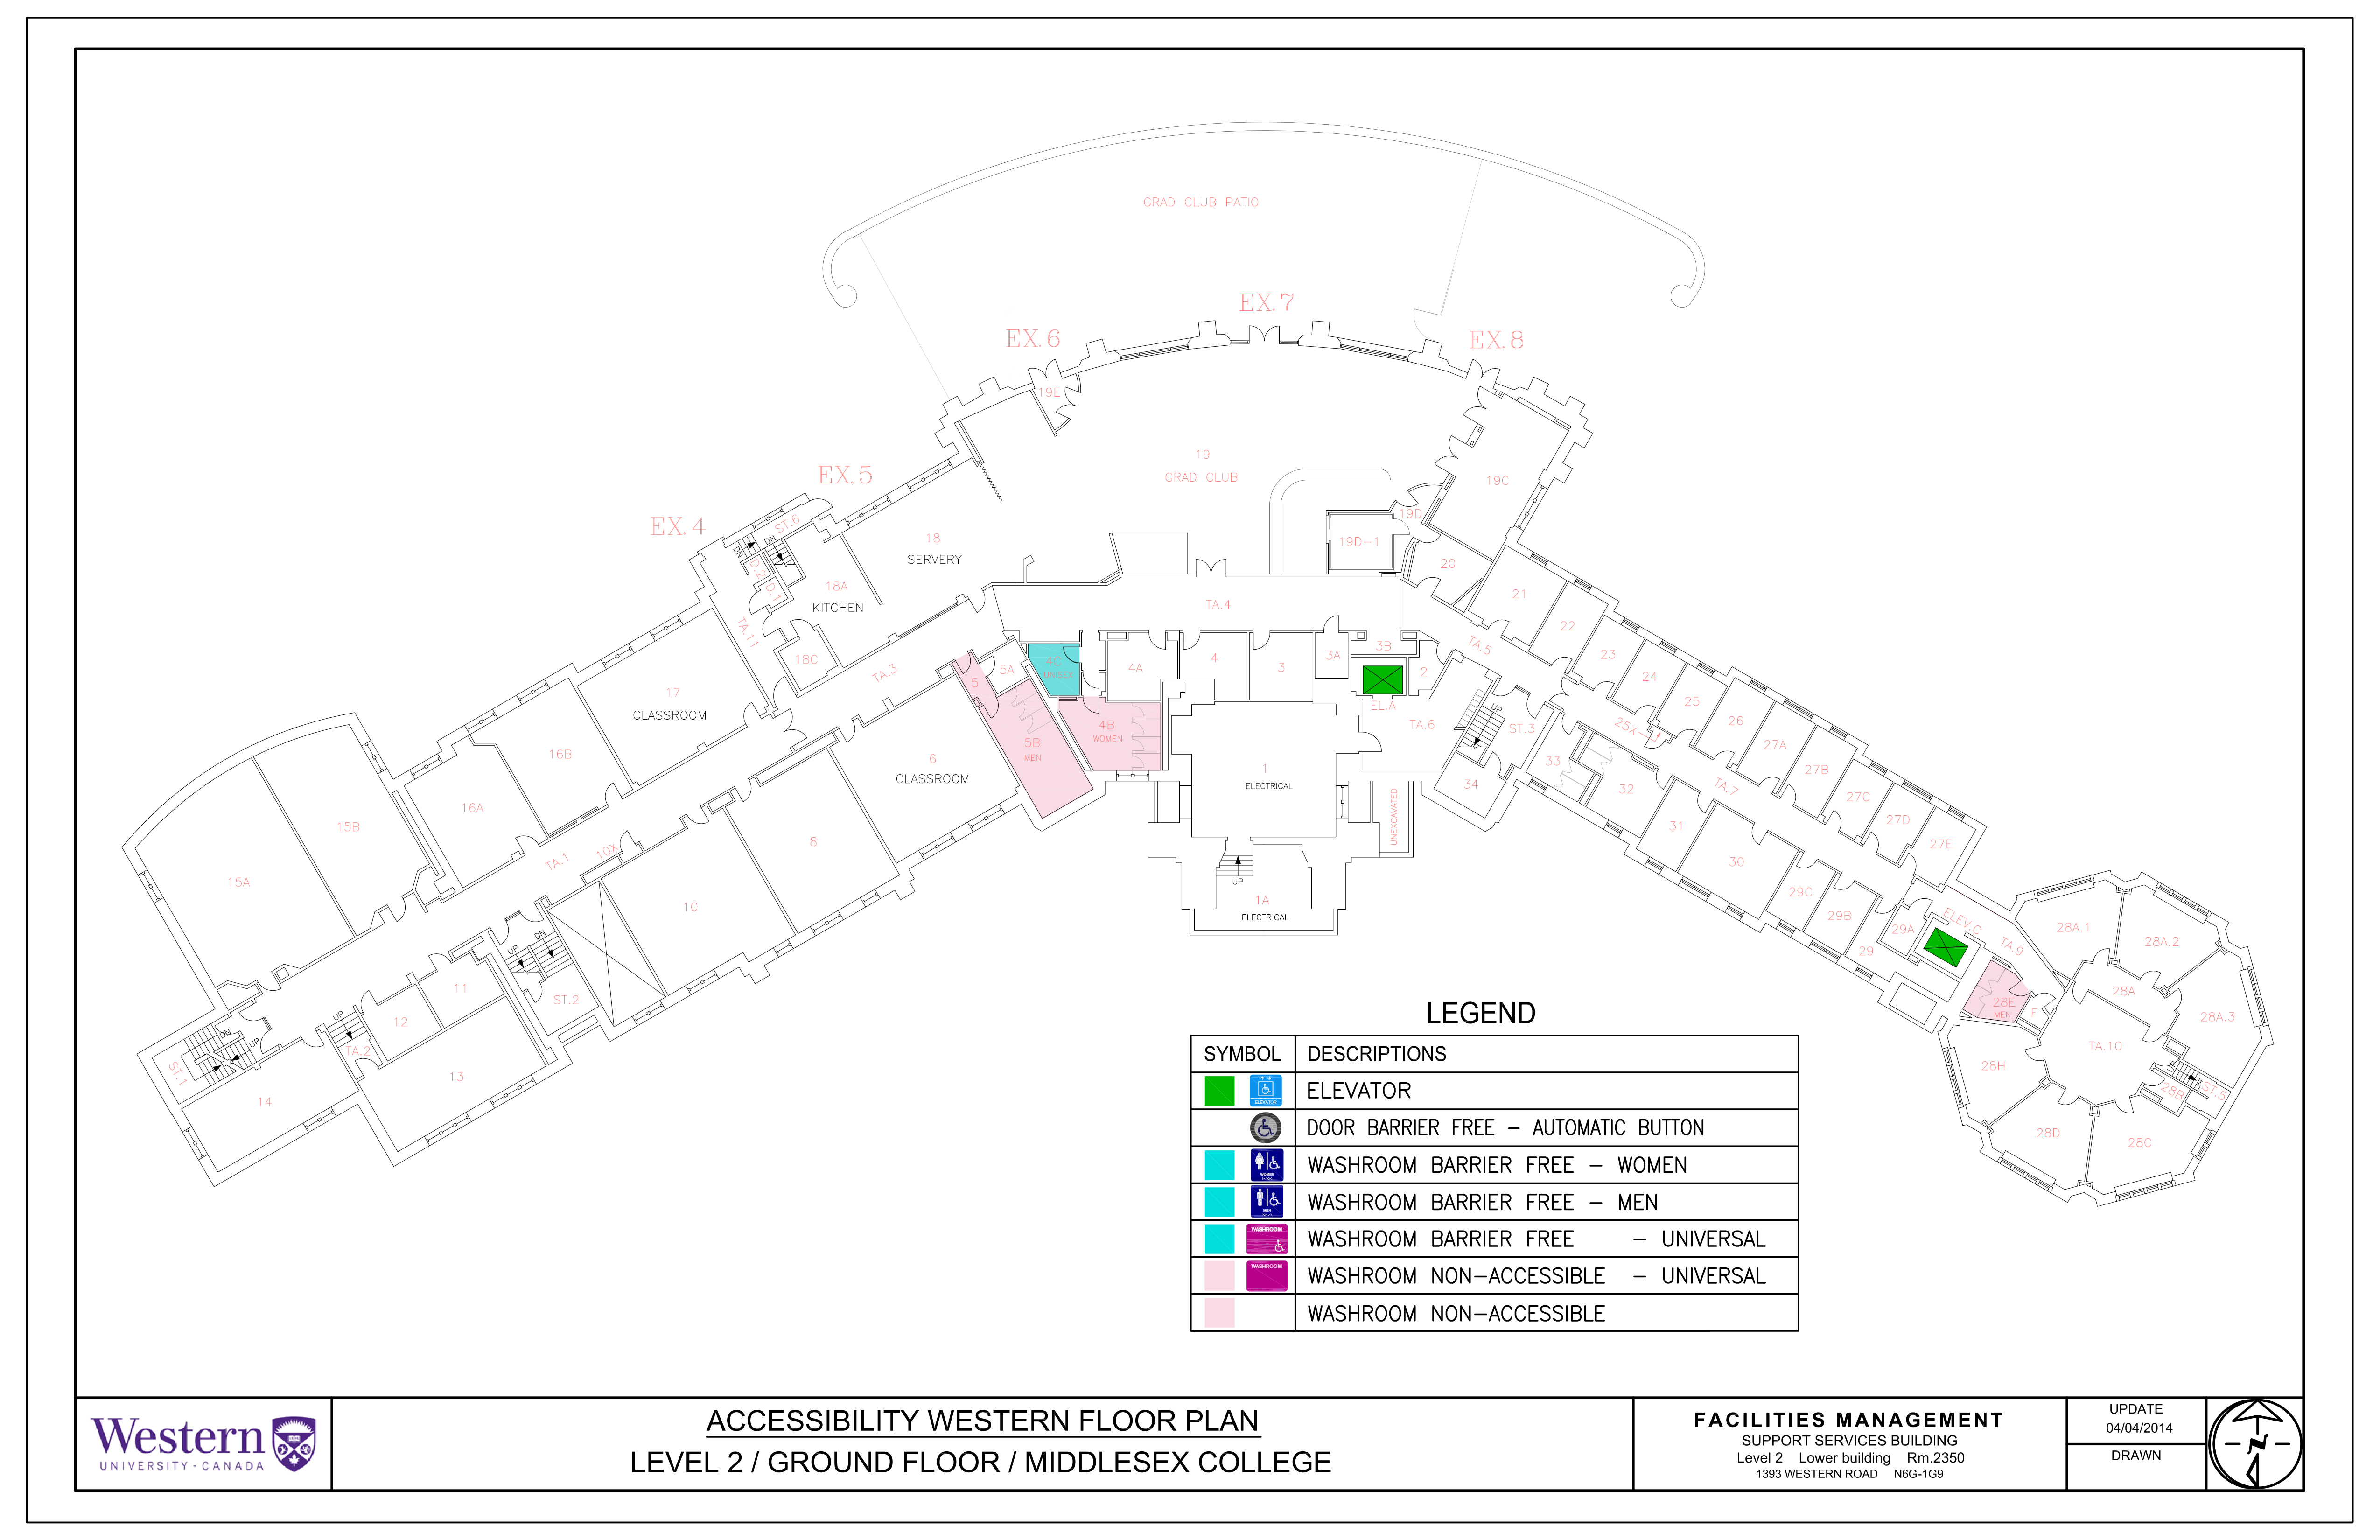 GRAD CLUB PATIO
EX.7
EX.6
EX.8
19E
19
GRAD CLUB
EX.5
19C
EX.4
ST.6
19D
DN
DN
18
SERVERY
19D-1
D.2
D.1
18A
KITCHEN
20
21
TA.4
TA.11
22
TA.5
18C
TA.3
3B
23
4C
UNISEX
5A
4A
4
3
3A
2
24
5
17
CLASSROOM
25
EL.A
UP
26
TA.6
ST.3
25X
4B
WOMEN
5B
MEN
27A
16B
6
CLASSROOM
33
1
ELECTRICAL
27B
34
TA.7
32
27C
16A
UNEXCAVATED
27D
15B
31
8
27E
10X
TA.1
30
15A
UP
1A
ELECTRICAL
29C
10
29B
ELEV.C
28A.1
29A
28A.2
TA.9
UP
DN
29
11
28A
ST.2
28E
MEN
F
12
UP
28A.3
DN
UP
TA.2
TA.10
ST.1
13
28H
28B
ST.5
14
28D
28C
LEGEND
SYMBOL DESCRIPTIONS
ELEVATOR ELEVATOR
DOOR BARRIER FREE - AUTOMATIC BUTTON
WOMEN WASHROOM BARRIER FREE - WOMEN
MEN WASHROOM BARRIER FREE - MEN
WASHROOM WASHROOM BARRIER FREE - UNIVERSAL
WASHROOM WASHROOM NON-ACCESSIBLE - UNIVERSAL
WASHROOM NON-ACCESSIBLE
Western
UNIVERSITY · CANADA
ACCESSIBILITY WESTERN FLOOR PLAN
LEVEL 2 / GROUND FLOOR / MIDDLESEX COLLEGE
FACILITIES MANAGEMENT
SUPPORT SERVICES BUILDING
Level 2 Lower building Rm.2350
1393 WESTERN ROAD N6G-1G9
UPDATE
04/04/2014
DRAWN
N